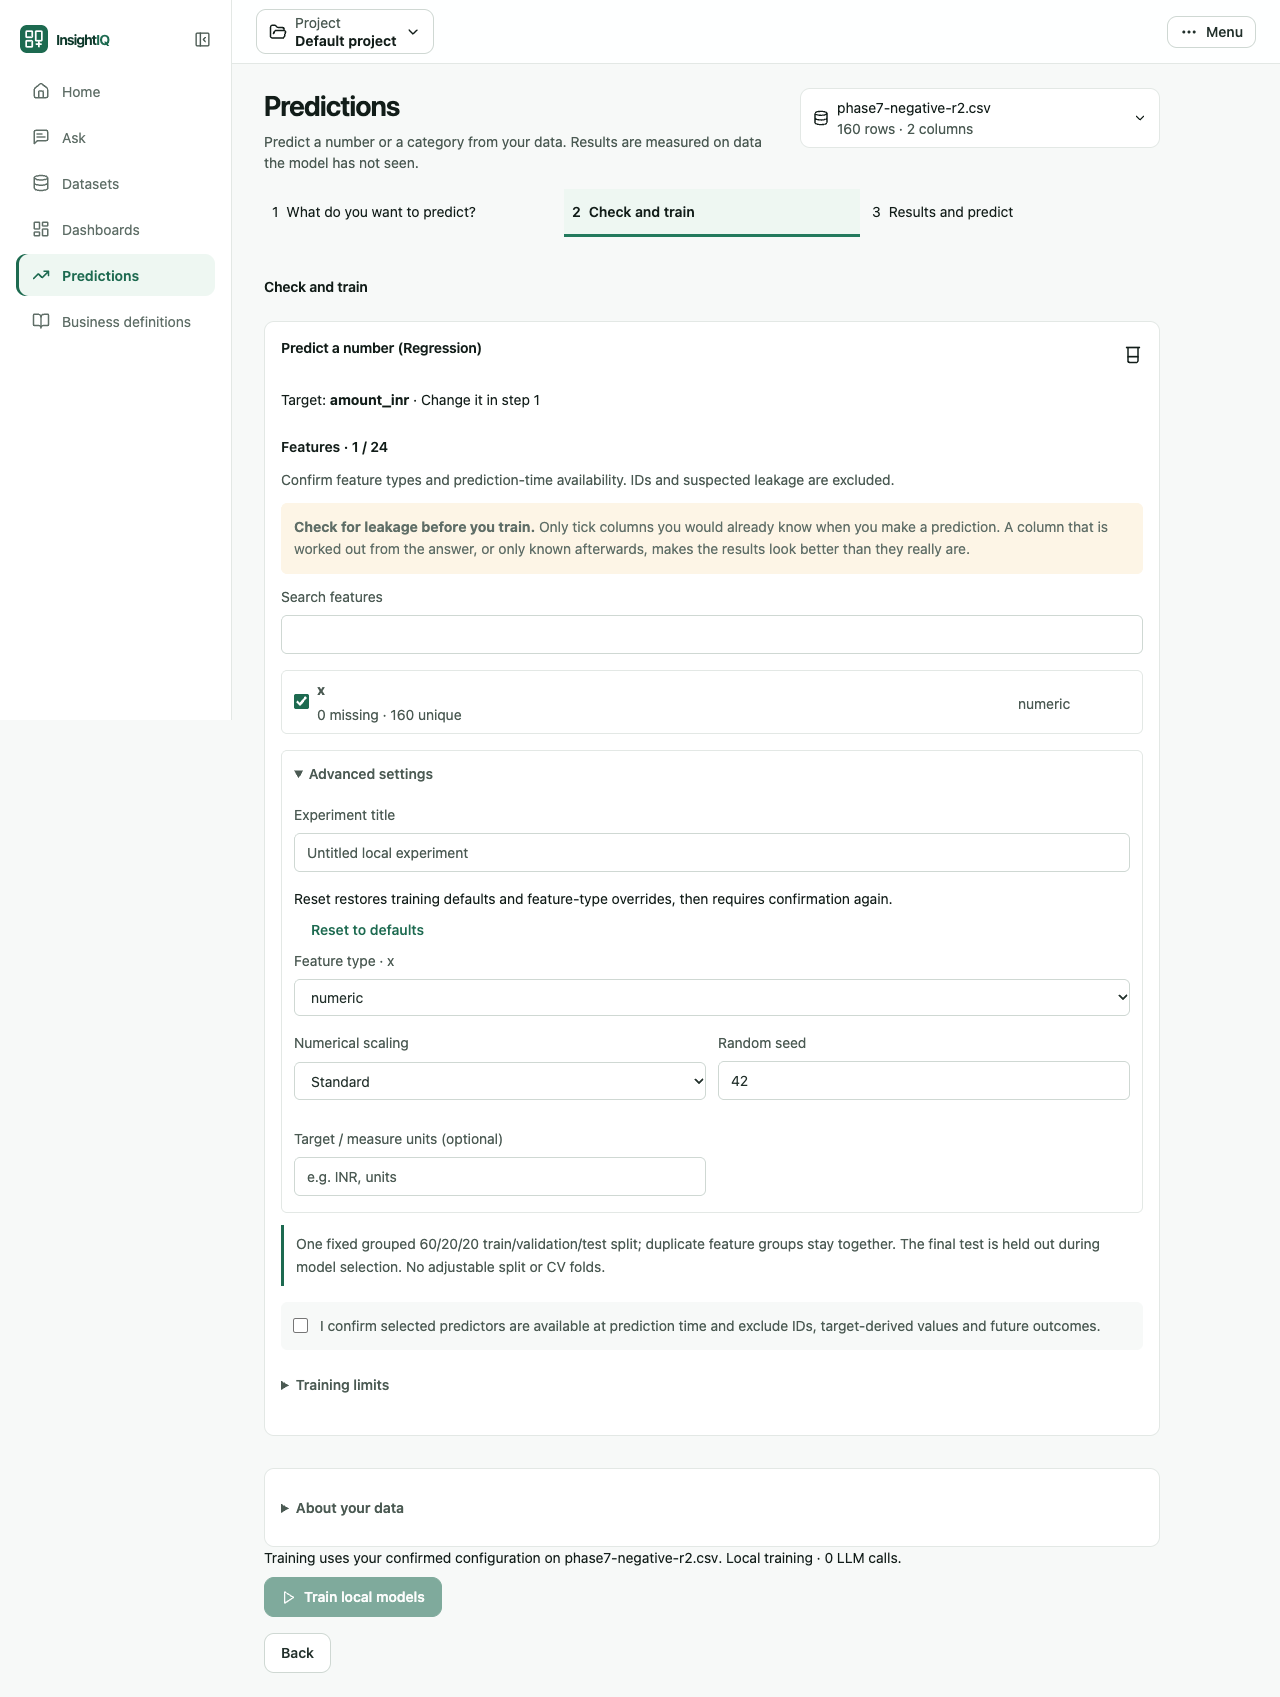 InsightIQ
Home
Ask
Datasets
Dashboards
Predictions
Business definitions
Project
Default project
Menu
Predictions
Predict a number or a category from your data. Results are measured on data
the model has not seen.
phase7-negative-r2.csv
160 rows · 2 columns
1 What do you want to predict?
2 Check and train
3 Results and predict
Check and train
Predict a number (Regression)
Target: amount_inr · Change it in step 1
Features · 1 / 24
Confirm feature types and prediction-time availability. IDs and suspected leakage are excluded.
Check for leakage before you train. Only tick columns you would already know when you make a prediction. A column that is
worked out from the answer, or only known afterwards, makes the results look better than they really are.
Search features
x
0 missing · 160 unique
numeric
Advanced settings
Experiment title
Untitled local experiment
Reset restores training defaults and feature-type overrides, then requires confirmation again.
Reset to defaults
Feature type · x
numeric
Numerical scaling
Random seed
Standard
42
Target / measure units (optional)
e.g. INR, units
One fixed grouped 60/20/20 train/validation/test split; duplicate feature groups stay together. The final test is held out during
model selection. No adjustable split or CV folds.
I confirm selected predictors are available at prediction time and exclude IDs, target-derived values and future outcomes.
Training limits
About your data
Training uses your confirmed configuration on phase7-negative-r2.csv. Local training · 0 LLM calls.
Train local models
Back